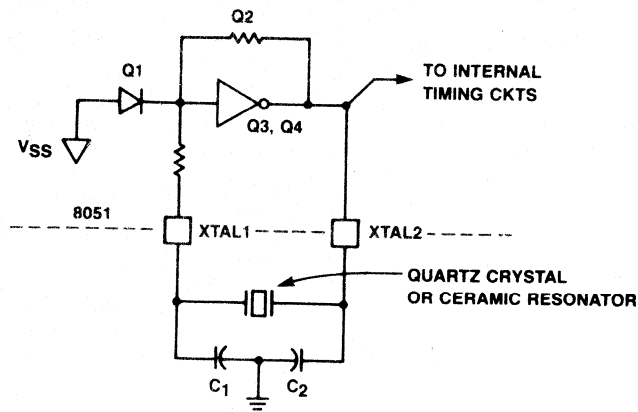 Q2
Q1
TO INTERNAL
TIMING CKTS
Q3, Q4
VSS
8051
XTAL1
XTAL2
QUARTZ CRYSTAL
OR CERAMIC RESONATOR
C1
C2